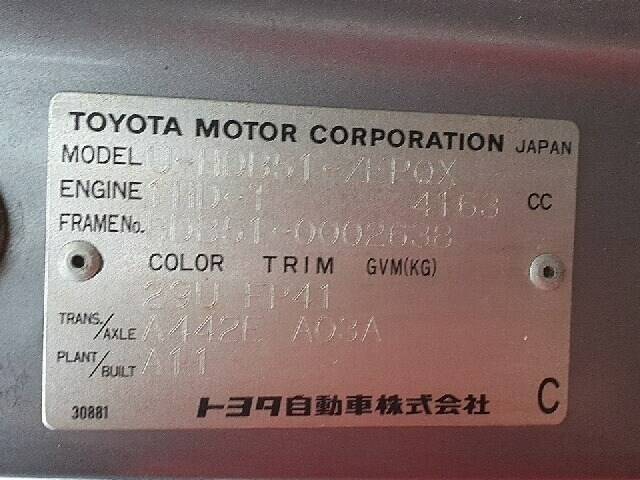 TOYOTA MOTOR CORPORATION JAPAN
MODEL U-HDB51-ZEPQX
ENGINE 1HD-T 4163 CC
FRAME No. HDB51-0002638
COLOR TRIM GVM(KG)
29U FP41
TRANS./AXLE A442E A03A
PLANT/BUILT A11
30881 トヨタ自動車株式会社 C